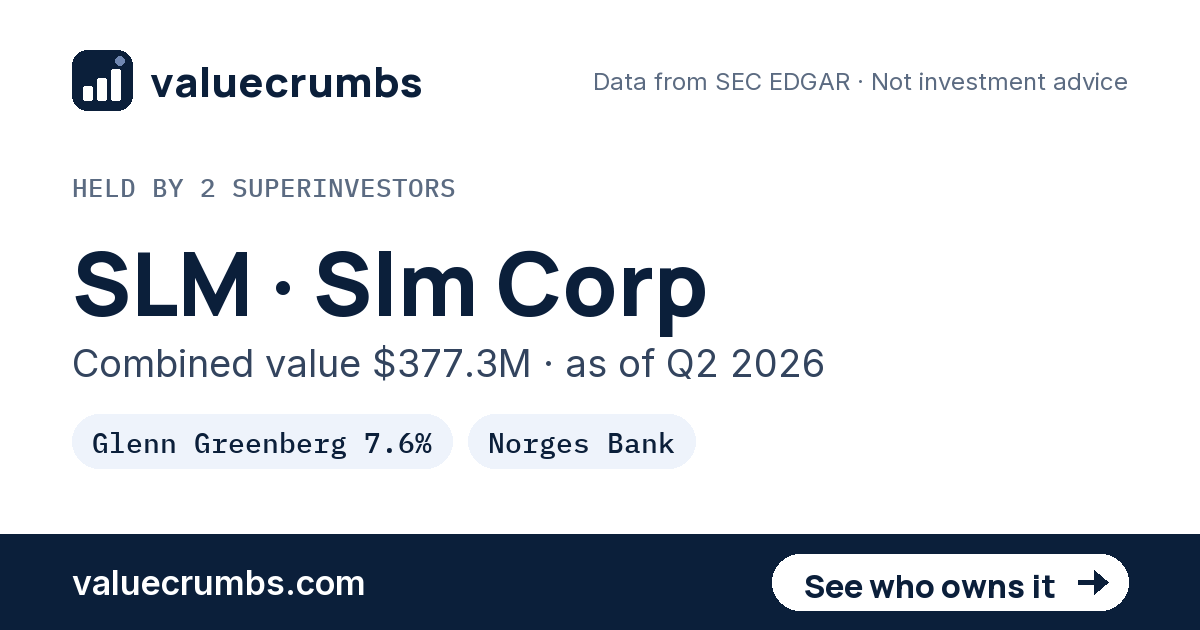 valuecrumbs
Data from SEC EDGAR · Not investment advice
HELD BY 2 SUPERINVESTORS
SLM · Slm Corp
Combined value $377.3M · as of Q2 2026
Glenn Greenberg 7.6%
Norges Bank
valuecrumbs.com
See who owns it →